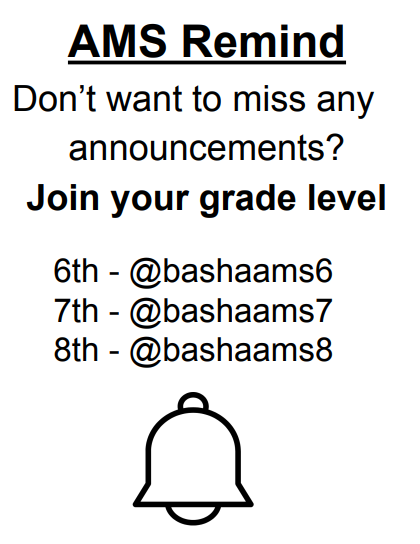 AMS Remind
Don’t want to miss any
announcements?
Join your grade level
6th - @bashaams6
7th - @bashaams7
8th - @bashaams8